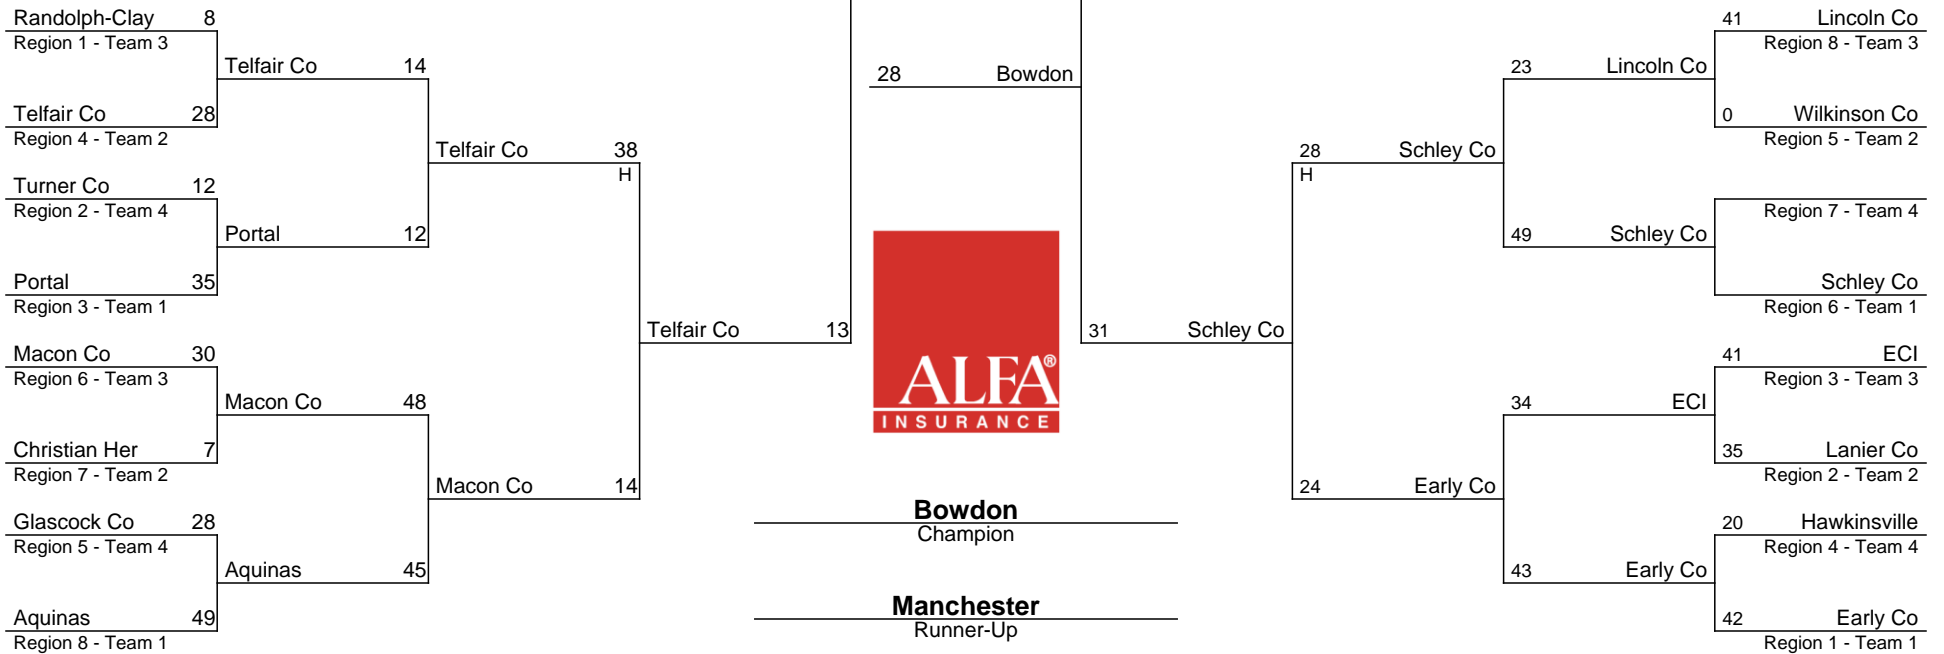 Randolph-Clay 8
Region 1 - Team 3
Telfair Co 14
Telfair Co 28
Region 4 - Team 2
Telfair Co 38
H
Turner Co 12
Region 2 - Team 4
Portal 12
Portal 35
Region 3 - Team 1
Telfair Co 13
Macon Co 30
Region 6 - Team 3
Macon Co 48
Christian Her 7
Region 7 - Team 2
Macon Co 14
Glascock Co 28
Region 5 - Team 4
Aquinas 45
Aquinas 49
Region 8 - Team 1
28 Bowdon
ALFA®
INSURANCE
Bowdon
Champion
Manchester
Runner-Up
41 Lincoln Co
Region 8 - Team 3
23 Lincoln Co
0 Wilkinson Co
Region 5 - Team 2
28 Schley Co
H
Region 7 - Team 4
49 Schley Co
Schley Co
Region 6 - Team 1
31 Schley Co
41 ECI
Region 3 - Team 3
34 ECI
35 Lanier Co
Region 2 - Team 2
24 Early Co
20 Hawkinsville
Region 4 - Team 4
43 Early Co
42 Early Co
Region 1 - Team 1